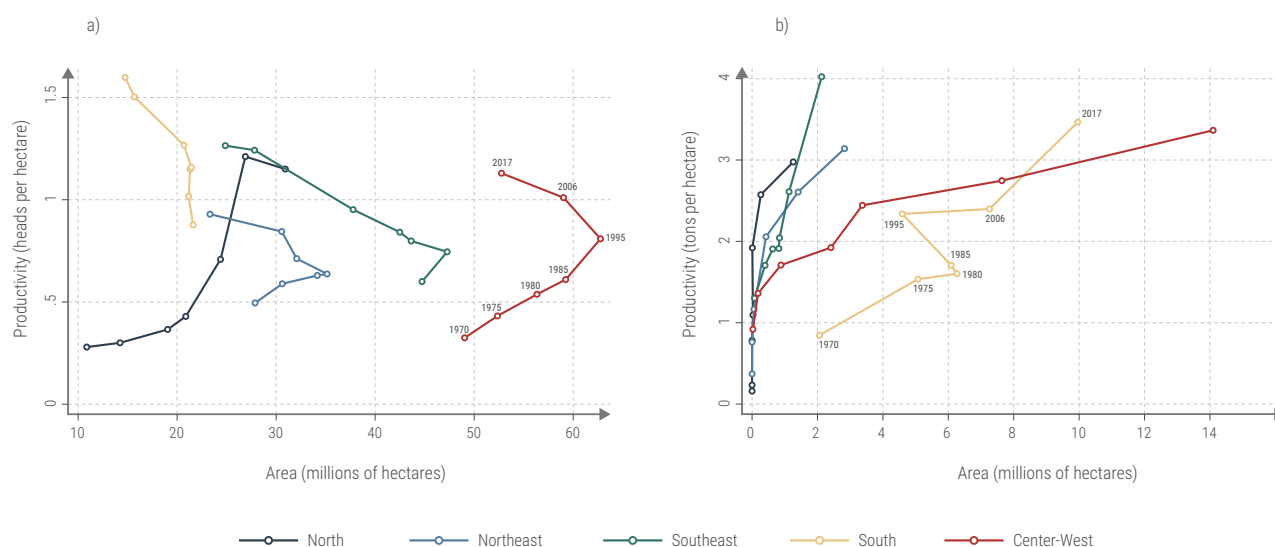 a)
Productivity (heads per hectare)
1.5
1
.5
0
2017
2006
1995
1985
1980
1975
1970
10 20 30 40 50 60
Area (millions of hectares)
b)
Productivity (tons per hectare)
4
3
2
1
0
2017
2006
1995
1985
1980
1975
1970
0 2 4 6 8 10 12 14
Area (millions of hectares)
North Northeast Southeast South Center-West